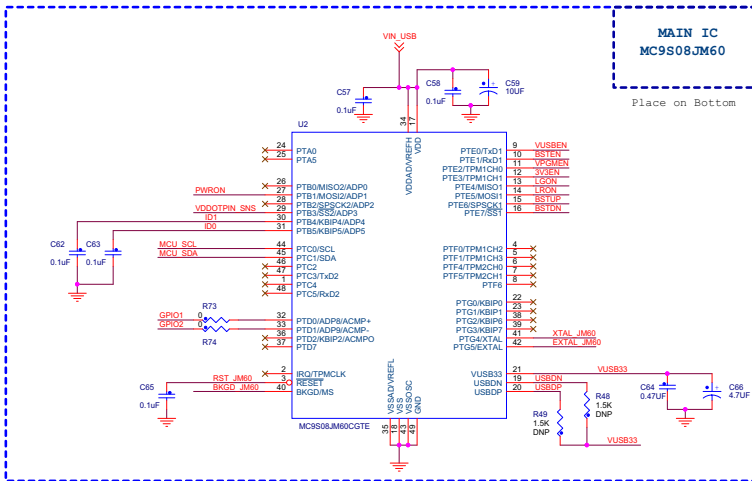 MAIN IC
MC9S08JM60
Place on Bottom
VIN_USB
C57
0.1uF
C58
0.1uF
C59
10UF
U2
34
17
VDDAD/VREFH
VDD
24 PTA0
25 PTA5
26 PTB0/MISO2/ADP0
PWRON 27 PTB1/MOSI2/ADP1
28 PTB2/SPSCK2/ADP2
VDDOTPIN_SNS 29 PTB3/SS2/ADP3
ID1 30 PTB4/KBIP4/ADP4
ID0 31 PTB5/KBIP5/ADP5
C62
0.1uF
C63
0.1uF
MCU_SCL 44 PTC0/SCL
MCU_SDA 45 PTC1/SDA
46 PTC2
47 PTC3/TxD2
1 PTC4
48 PTC5/RxD2
R73
GPIO1 0 32 PTD0/ADP8/ACMP+
GPIO2 0 33 PTD1/ADP9/ACMP-
R74
36 PTD2/KBIP2/ACMPO
37 PTD7
2 IRQ/TPMCLK
RST_JM60 3 RESET
BKGD_JM60 40 BKGD/MS
C65
0.1uF
PTE0/TxD1 9 VUSBEN
PTE1/RxD1 10 BSTEN
PTE2/TPM1CH0 11 VPGMEN
PTE3/TPM1CH1 12 3V3EN
PTE4/MISO1 13 LGON
PTE5/MOSI1 14 LRON
PTE6/SPSCK1 15 BSTUP
PTE7/SS1 16 BSTDN
PTF0/TPM1CH2 4
PTF1/TPM1CH3 5
PTF4/TPM2CH0 6
PTF5/TPM2CH1 7
PTF6 8
PTG0/KBIP0 22
PTG1/KBIP1 23
PTG2/KBIP6 38
PTG3/KBIP7 39
PTG4/XTAL 41 XTAL_JM60
PTG5/EXTAL 42 EXTAL_JM60
VUSB33 21 VUSB33
USBDN 19 USBDN
USBDP 20 USBDP
C64
0.47UF
C66
4.7UF
R48
1.5K
DNP
R49
1.5K
DNP
VUSB33
VSSAD/VREFL
VSS
VSSOSC
GND
35
18
43
49
MC9S08JM60CGTE